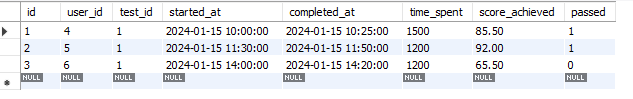 id user_id test_id started_at completed_at time_spent score_achieved passed
1 4 1 2024-01-15 10:00:00 2024-01-15 10:25:00 1500 85.50 1
2 5 1 2024-01-15 11:30:00 2024-01-15 11:50:00 1200 92.00 1
3 6 1 2024-01-15 14:00:00 2024-01-15 14:20:00 1200 65.50 0
NULL NULL NULL NULL NULL NULL NULL NULL